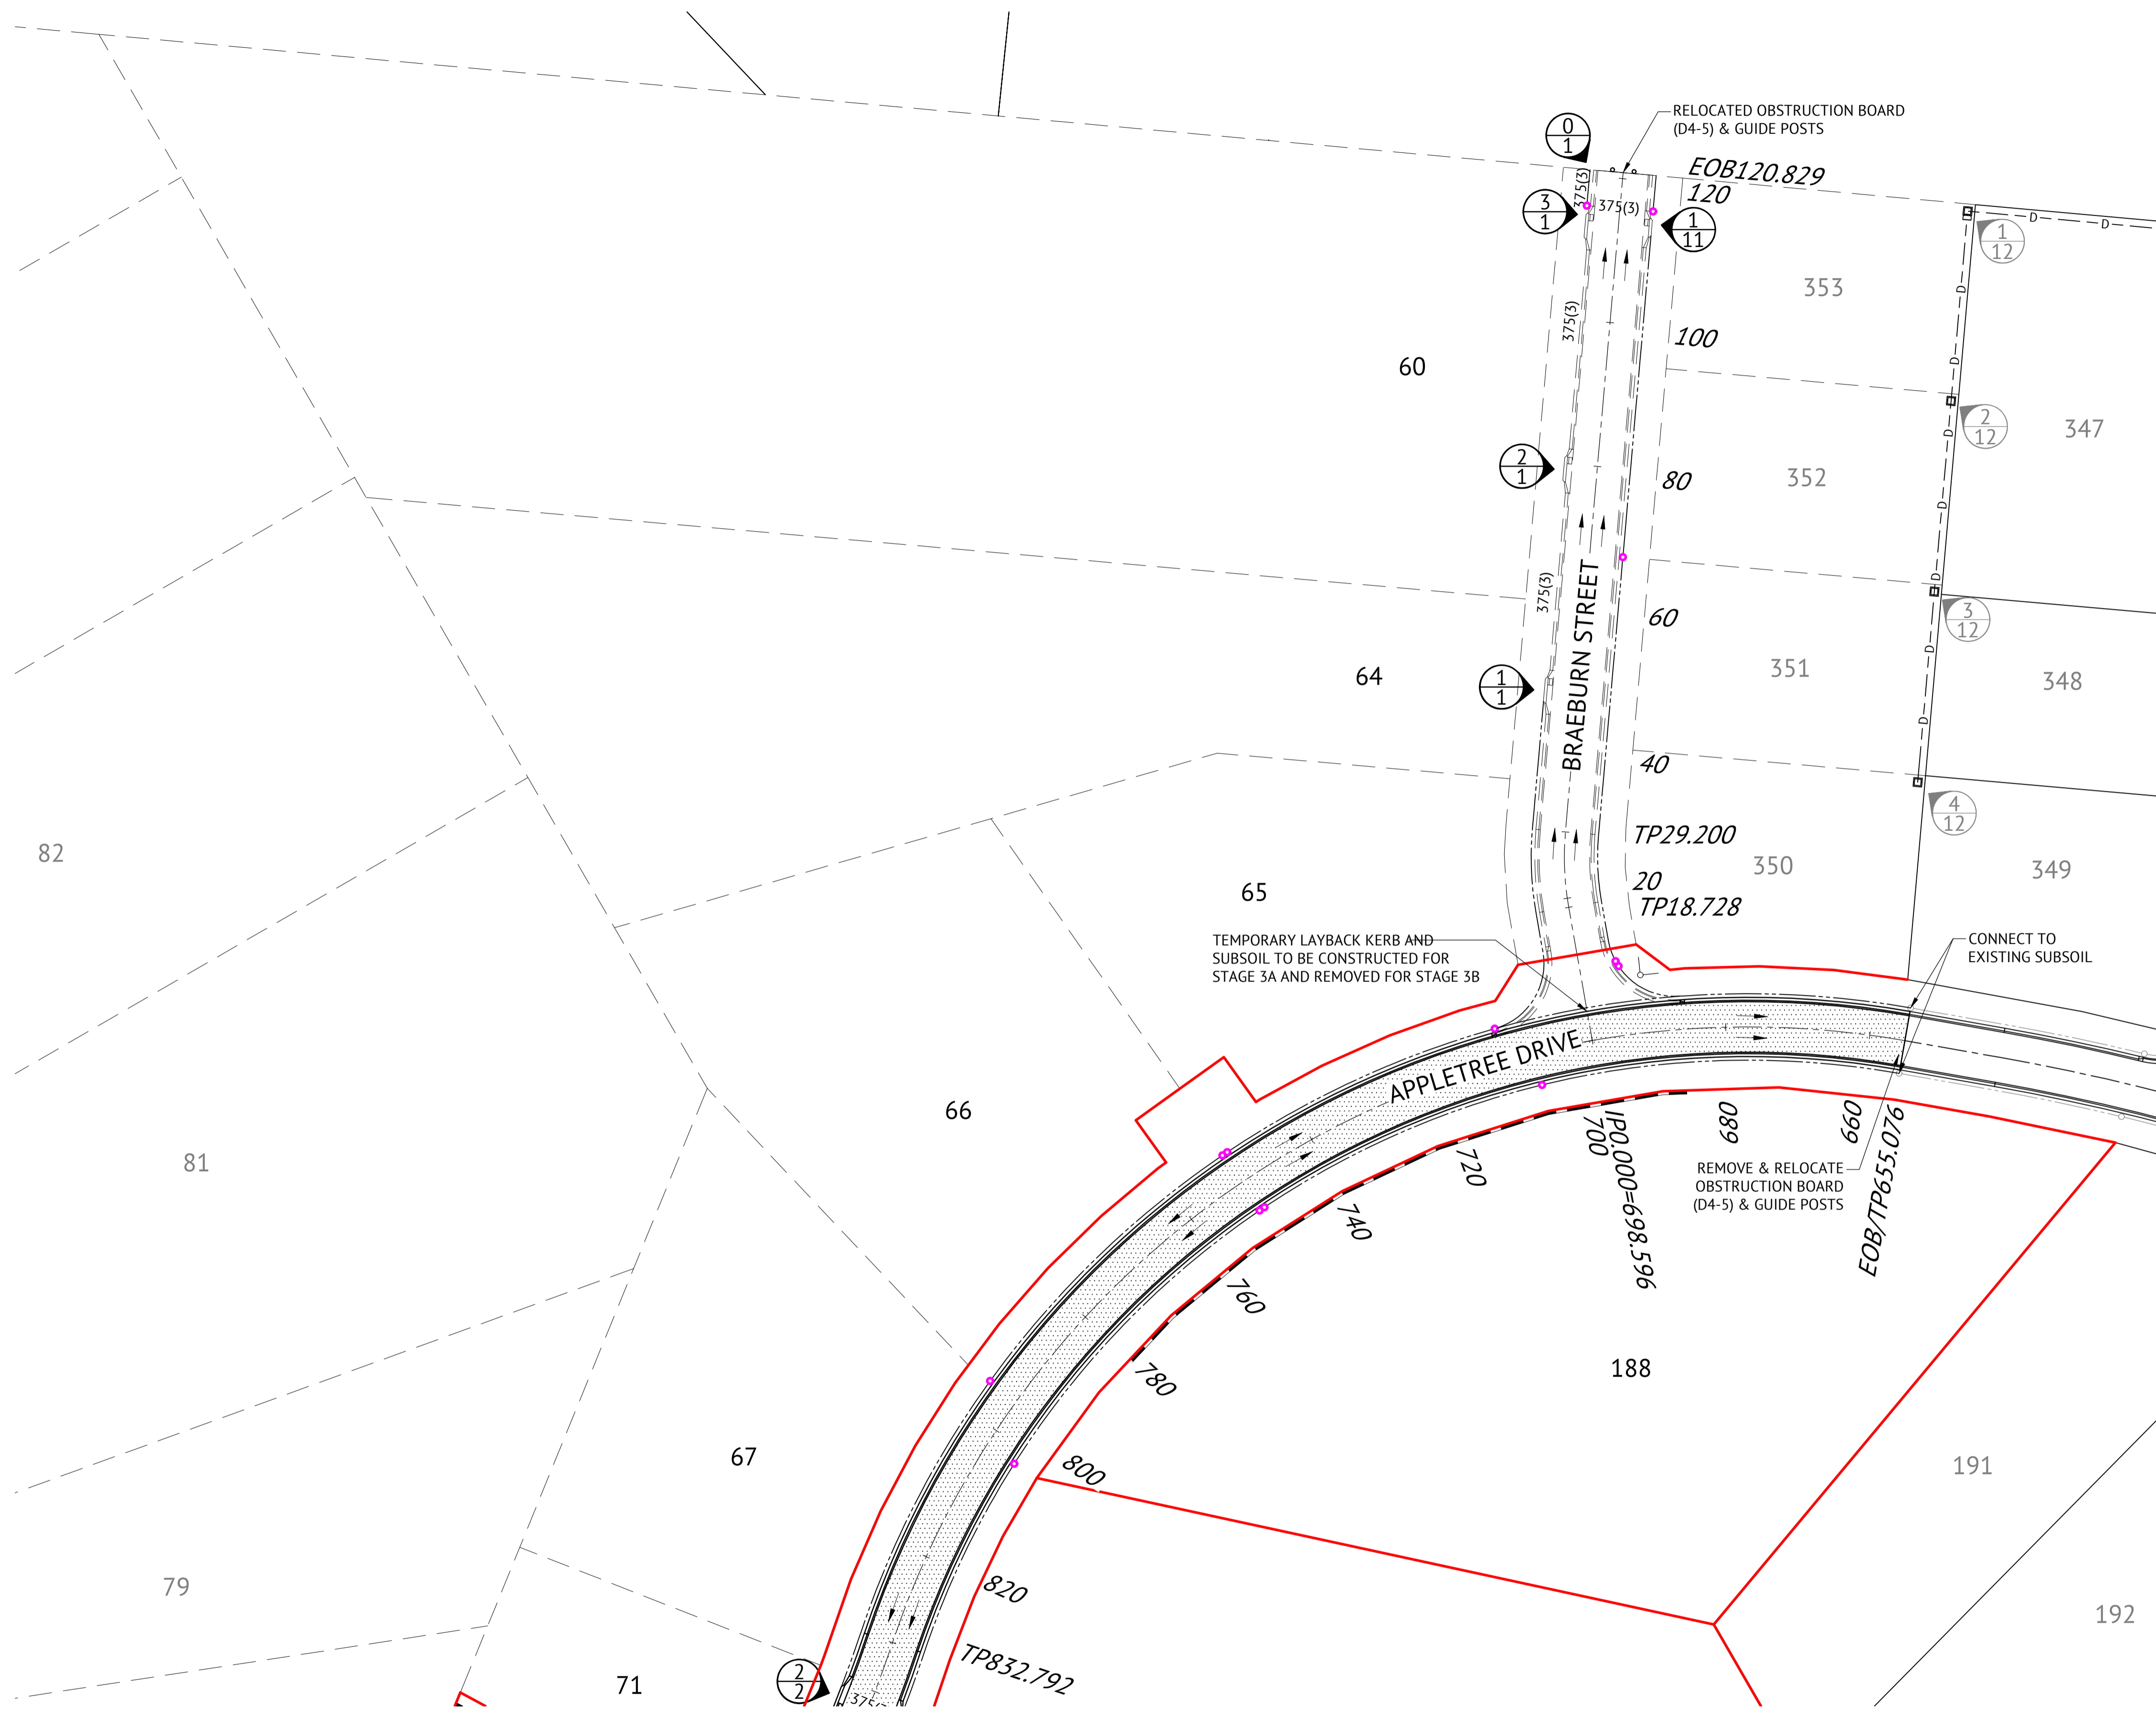 RELOCATED OBSTRUCTION BOARD
(D4-5) & GUIDE POSTS
0
1
EOB120.829
120
375(3)
375(3)
3
1
1
11
1
12
D
D
353
D
375(3)
100
60
D
2
12
347
D
2
1
80
352
D
D
375(3)
60
3
12
BRAEBURN STREET
351
D
348
64
1
1
D
40
4
12
TP29.200
82
350
349
65
20
TP18.728
TEMPORARY LAYBACK KERB AND
SUBSOIL TO BE CONSTRUCTED FOR
STAGE 3A AND REMOVED FOR STAGE 3B
CONNECT TO
EXISTING SUBSOIL
APPLETREE DRIVE
66
81
680
660
EOB/TP655.076
IP0.000=698.596
700
720
740
760
780
REMOVE & RELOCATE
OBSTRUCTION BOARD
(D4-5) & GUIDE POSTS
188
67
800
191
79
820
192
TP832.792
71
2
2